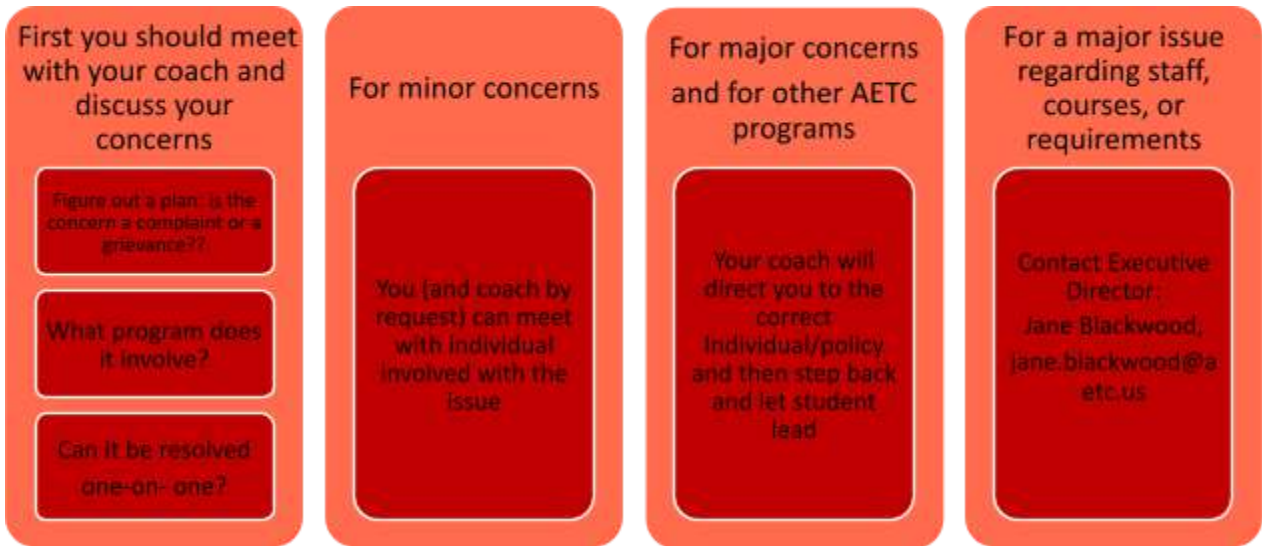 First you should meet
with your coach and
discuss your
concerns
Figure out a plan: is the
concern a complaint or a
grievance??
What program does
it involve?
Can it be resolved
one-on- one?
For minor concerns
You (and coach by
request) can meet
with individual
involved with the
issue
For major concerns
and for other AETC
programs
Your coach will
direct you to the
correct
Individual/policy
and then step back
and let student
lead
For a major issue
regarding staff,
courses, or
requirements
Contact Executive
Director:
Jane Blackwood,
jane.blackwood@a
etc.us